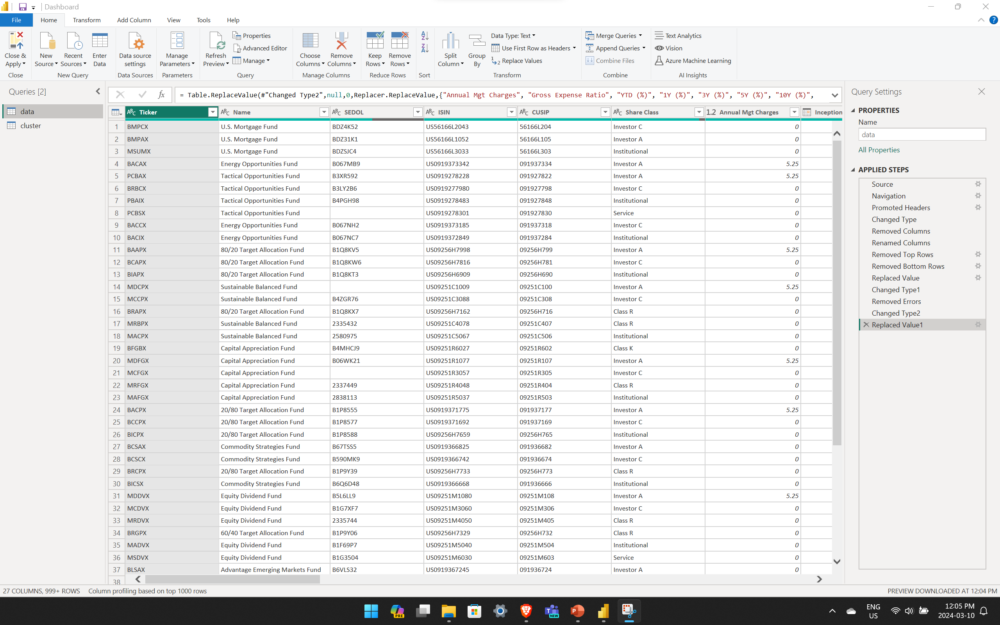 Dashboard
File Home Transform Add Column View Tools Help
Close & Apply
New Source
Recent Sources
Enter Data
Data source settings
Manage Parameters
Refresh Preview
Properties
Advanced Editor
Manage
Choose Columns
Remove Columns
Keep Rows
Remove Rows
Split Column
Group By
Data Type: Text
Use First Row as Headers
Replace Values
Merge Queries
Append Queries
Combine Files
Text Analytics
Vision
Azure Machine Learning
Close New Query Data Sources Parameters Query Manage Columns Reduce Rows Sort Transform Combine AI Insights
Queries [2]
data
cluster
fx = Table.ReplaceValue(#"Changed Type2",null,0,Replacer.ReplaceValue,{"Annual Mgt Charges", "Gross Expense Ratio", "YTD (%)", "1Y (%)", "3Y (%)", "5Y (%)", "10Y (%)",
ABC Ticker ABC Name ABC SEDOL ABC ISIN ABC CUSIP ABC Share Class 1.2 Annual Mgt Charges Inception
1 BMPCX U.S. Mortgage Fund BDZ4K52 US56166L2043 56166L204 Investor C 0
2 BMPAX U.S. Mortgage Fund BDZ31K1 US56166L1052 56166L105 Investor A 0
3 MSUMX U.S. Mortgage Fund BDZSJC4 US56166L3033 56166L303 Institutional 0
4 BACAX Energy Opportunities Fund B067MB9 US0919373342 091937334 Investor A 5.25
5 PCBAX Tactical Opportunities Fund B3XR592 US0919278228 091927822 Investor A 5.25
6 BRBCX Tactical Opportunities Fund B3LY2B6 US0919277980 091927798 Investor C 0
7 PBAIX Tactical Opportunities Fund B4PGH98 US0919278483 091927848 Institutional 0
8 PCBSX Tactical Opportunities Fund US0919278301 091927830 Service 0
9 BACCX Energy Opportunities Fund B067NH2 US0919373185 091937318 Investor C 0
10 BACIX Energy Opportunities Fund B067NC7 US0919372849 091937284 Institutional 0
11 BAAPX 80/20 Target Allocation Fund B1Q8KV5 US09256H7998 09256H799 Investor A 5.25
12 BCAPX 80/20 Target Allocation Fund B1Q8KW6 US09256H7816 09256H781 Investor C 0
13 BIAPX 80/20 Target Allocation Fund B1Q8KT3 US09256H6909 09256H690 Institutional 0
14 MDCPX Sustainable Balanced Fund US09251C1009 09251C100 Investor A 5.25
15 MCCPX Sustainable Balanced Fund B4ZGR76 US09251C3088 09251C308 Investor C 0
16 BRAPX 80/20 Target Allocation Fund B1Q8KX7 US09256H7162 09256H716 Class R 0
17 MRBPX Sustainable Balanced Fund 2335432 US09251C4078 09251C407 Class R 0
18 MACPX Sustainable Balanced Fund 2580975 US09251C5067 09251C506 Institutional 0
19 BFGBX Capital Appreciation Fund B4MHCJ9 US09251R6027 09251R602 Class K 0
20 MDFGX Capital Appreciation Fund B06WK21 US09251R1077 09251R107 Investor A 5.25
21 MCFGX Capital Appreciation Fund US09251R3057 09251R305 Investor C 0
22 MRFGX Capital Appreciation Fund 2337449 US09251R4048 09251R404 Class R 0
23 MAFGX Capital Appreciation Fund 2838113 US09251R5037 09251R503 Institutional 0
24 BACPX 20/80 Target Allocation Fund B1P8555 US0919371775 091937177 Investor A 5.25
25 BCCPX 20/80 Target Allocation Fund B1P8577 US0919371692 091937169 Investor C 0
26 BICPX 20/80 Target Allocation Fund B1P8588 US09256H7659 09256H765 Institutional 0
27 BCSAX Commodity Strategies Fund B67TSS5 US0919366825 091936682 Investor A 0
28 BCSCX Commodity Strategies Fund B590MK9 US0919366742 091936674 Investor C 0
29 BRCPX 20/80 Target Allocation Fund B1P9Y39 US09256H7733 09256H773 Class R 0
30 BICSX Commodity Strategies Fund B6Q6D48 US0919366668 091936666 Institutional 0
31 MDDVX Equity Dividend Fund B5L6LL9 US09251M1080 09251M108 Investor A 5.25
32 MCDVX Equity Dividend Fund B1G7XF7 US09251M3060 09251M306 Investor C 0
33 MRDVX Equity Dividend Fund 2335744 US09251M4050 09251M405 Class R 0
34 BRGPX 60/40 Target Allocation Fund B1P9Y06 US09256H7329 09256H732 Class R 0
35 MADVX Equity Dividend Fund B1F69P7 US09251M5040 09251M504 Institutional 0
36 MSDVX Equity Dividend Fund B1G3504 US09251M6030 09251M603 Service 0
37 BLSAX Advantage Emerging Markets Fund B6VLS32 US0919367245 091936724 Investor A 0
38
Query Settings
PROPERTIES
Name
data
All Properties
APPLIED STEPS
Source
Navigation
Promoted Headers
Changed Type
Removed Columns
Renamed Columns
Removed Top Rows
Removed Bottom Rows
Replaced Value
Changed Type1
Removed Errors
Changed Type2
Replaced Value1
27 COLUMNS, 999+ ROWS Column profiling based on top 1000 rows PREVIEW DOWNLOADED AT 12:04 PM
PRE
NEW
ENG
US
12:05 PM
2024-03-10